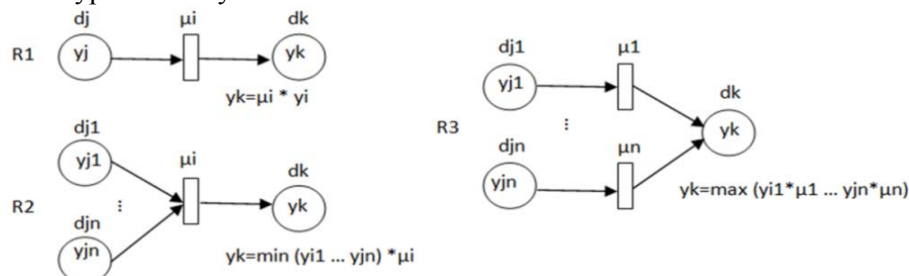 dj μi dk
R1 yj yk
yk=μi * yi
dj1
yj1 μi dk
R2 ⋮ yk
djn
yjn yk=min (yi1 ... yjn) *μi
dj1 μ1
yj1 dk
R3 ⋮ yk
djn μn
yjn yk=max (yi1*μ1 ... yjn*μn)